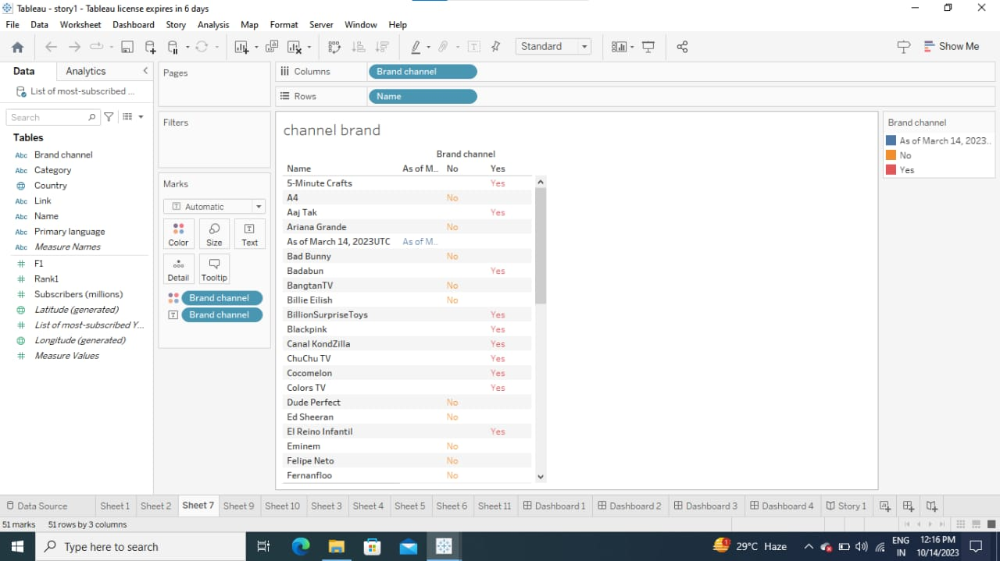 Tableau - story1 - Tableau license expires in 6 days
File Data Worksheet Dashboard Story Analysis Map Format Server Window Help
Standard
Show Me
Data Analytics
List of most-subscribed ...
Search
Tables
Abc Brand channel
Abc Category
Country
Abc Link
Abc Name
Abc Primary language
Abc Measure Names
F1
Rank1
Subscribers (millions)
Latitude (generated)
List of most-subscribed Y...
Longitude (generated)
Measure Values
Pages
Filters
Marks
Automatic
Color Size Text
Detail Tooltip
Brand channel
Brand channel
Columns Brand channel
Rows Name
channel brand
Brand channel
Name As of M.. No Yes
5-Minute Crafts Yes
A4 No
Aaj Tak Yes
Ariana Grande No
As of March 14, 2023UTC As of M..
Bad Bunny No
Badabun Yes
BangtanTV No
Billie Eilish No
BillionSurpriseToys Yes
Blackpink Yes
Canal KondZilla Yes
ChuChu TV Yes
Cocomelon Yes
Colors TV Yes
Dude Perfect No
Ed Sheeran No
El Reino Infantil Yes
Eminem No
Felipe Neto No
Fernanfloo No
Brand channel
As of March 14, 2023..
No
Yes
Data Source Sheet 1 Sheet 2 Sheet 7 Sheet 9 Sheet 10 Sheet 3 Sheet 4 Sheet 5 Sheet 6 Sheet 11 Dashboard 1 Dashboard 2 Dashboard 3 Dashboard 4 Story 1
51 marks 51 rows by 3 columns
Type here to search
1
29°C Haze
ENG
IN
12:16 PM
10/14/2023